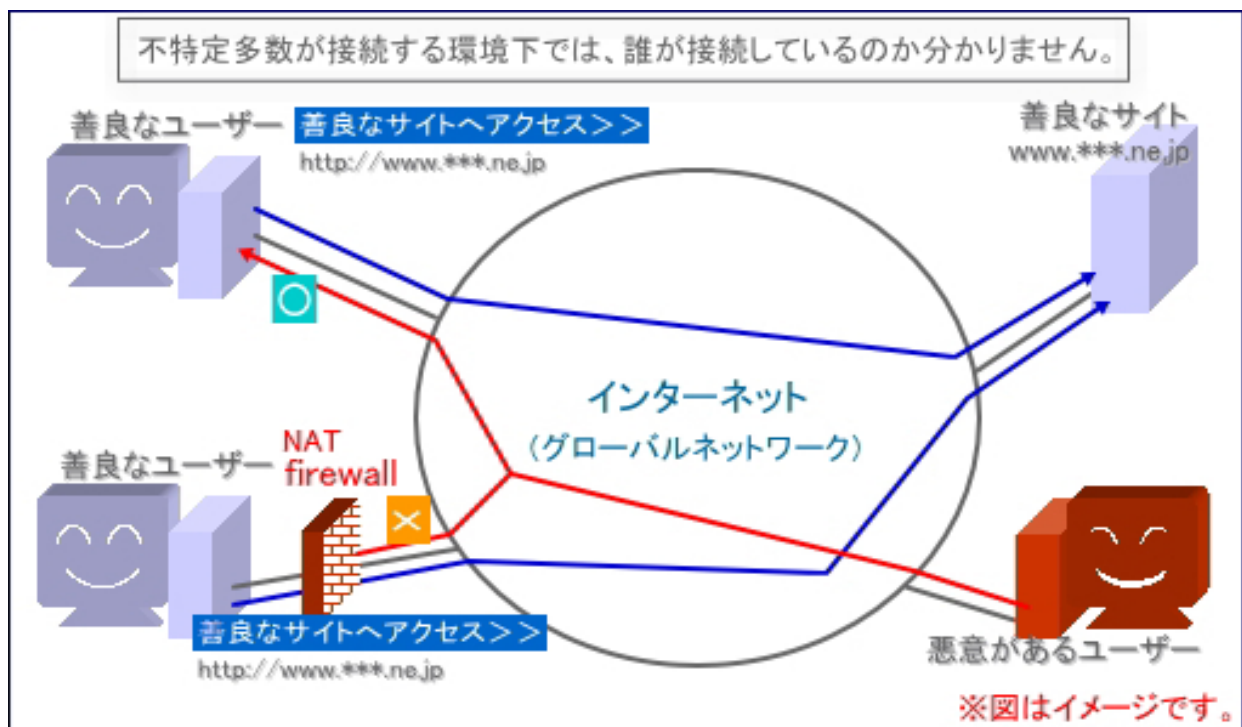 不特定多数が接続する環境下では、誰が接続しているのか分かりません。
善良なユーザー
善良なサイトへアクセス>>
http://www.***.ne.jp
善良なサイト
www.***.ne.jp
○
インターネット
(グローバルネットワーク)
善良なユーザー
NAT
firewall
×
善良なサイトへアクセス>>
http://www.***.ne.jp
悪意があるユーザー
※図はイメージです。